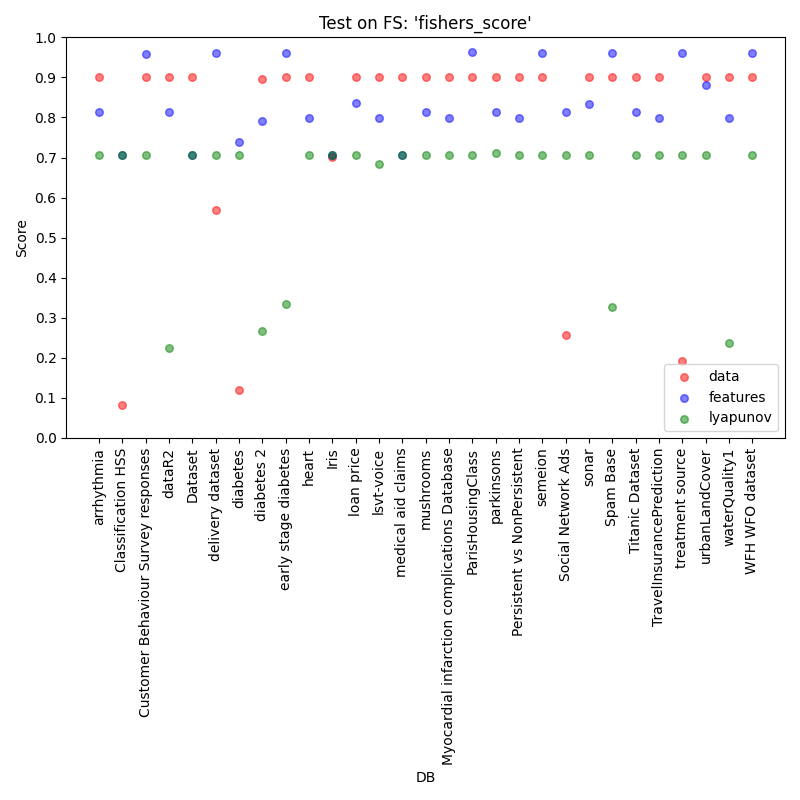 Test on FS: 'fishers_score'
1.0
0.9
0.8
0.7
0.6
0.5
0.4
0.3
0.2
0.1
0.0
Score
data
features
lyapunov
arrhythmia
Classification HSS
Customer Behaviour Survey responses
dataR2
Dataset
delivery dataset
diabetes
diabetes 2
early stage diabetes
heart
Iris
loan price
lsvt-voice
medical aid claims
mushrooms
Myocardial infarction complications Database
ParisHousingClass
parkinsons
Persistent vs NonPersistent
semeion
Social Network Ads
sonar
Spam Base
Titanic Dataset
TravelInsurancePrediction
treatment source
urbanLandCover
waterQuality1
WFH WFO dataset
DB